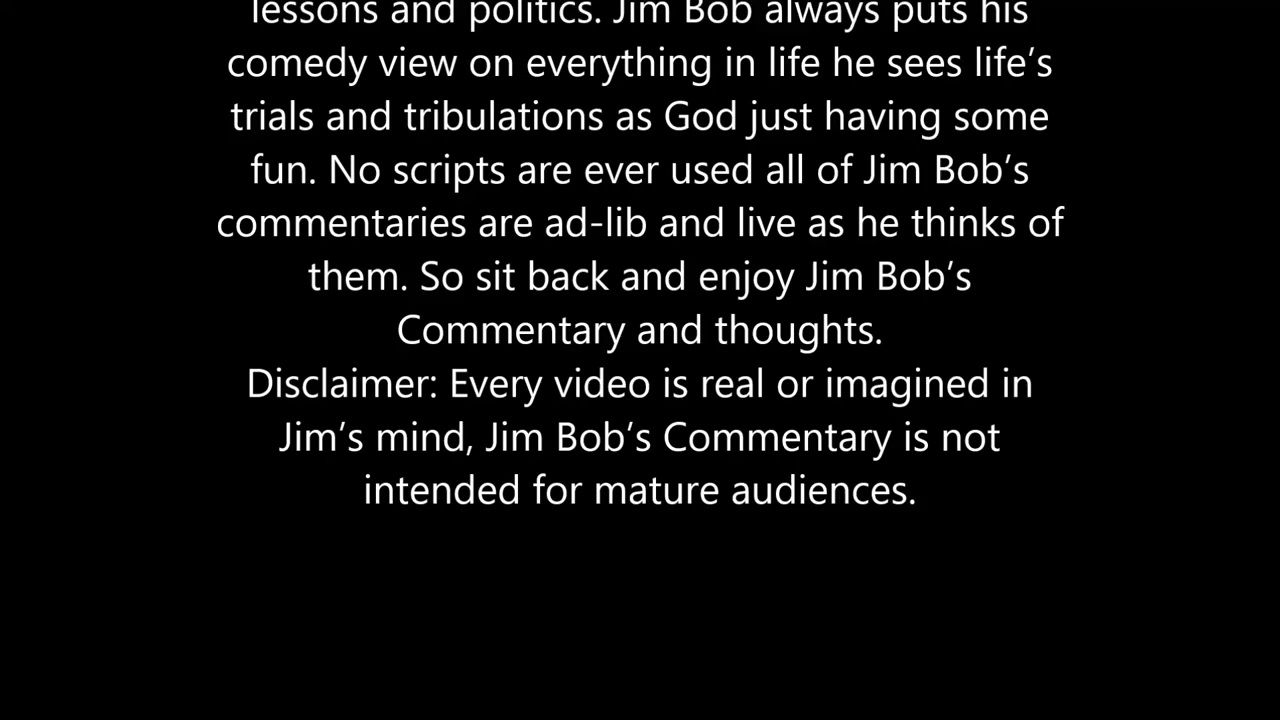 lessons and politics. Jim Bob always puts his
comedy view on everything in life he sees life’s
trials and tribulations as God just having some
fun. No scripts are ever used all of Jim Bob’s
commentaries are ad-lib and live as he thinks of
them. So sit back and enjoy Jim Bob’s
Commentary and thoughts.
Disclaimer: Every video is real or imagined in
Jim’s mind, Jim Bob’s Commentary is not
intended for mature audiences.